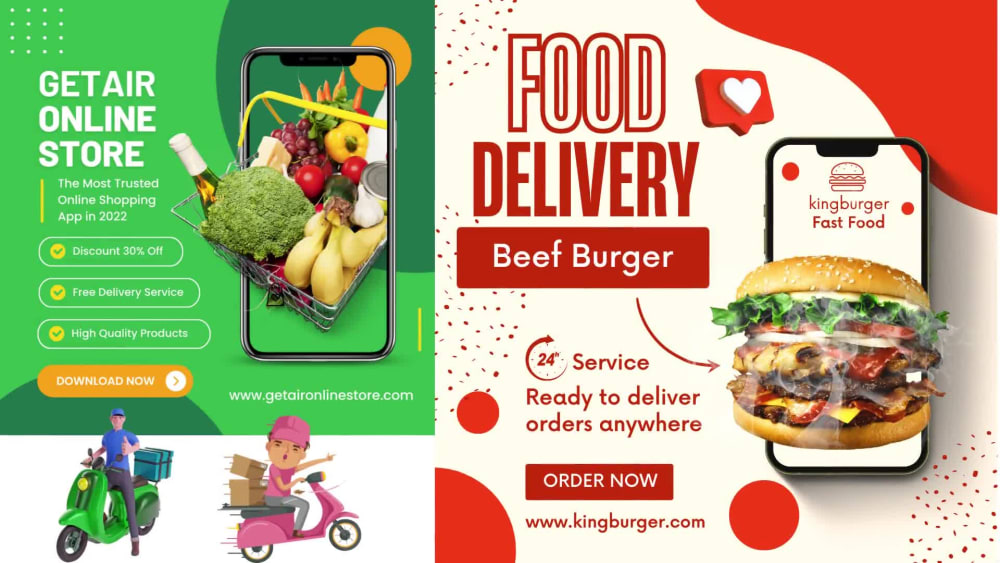 GETAIR
ONLINE
STORE
The Most Trusted
Online Shopping
App in 2022
Discount 30% Off
Free Delivery Service
High Quality Products
DOWNLOAD NOW
www.getaironlinestore.com
FOOD
DELIVERY
Beef Burger
kingburger
Fast Food
24h Service
Ready to deliver
orders anywhere
ORDER NOW
www.kingburger.com